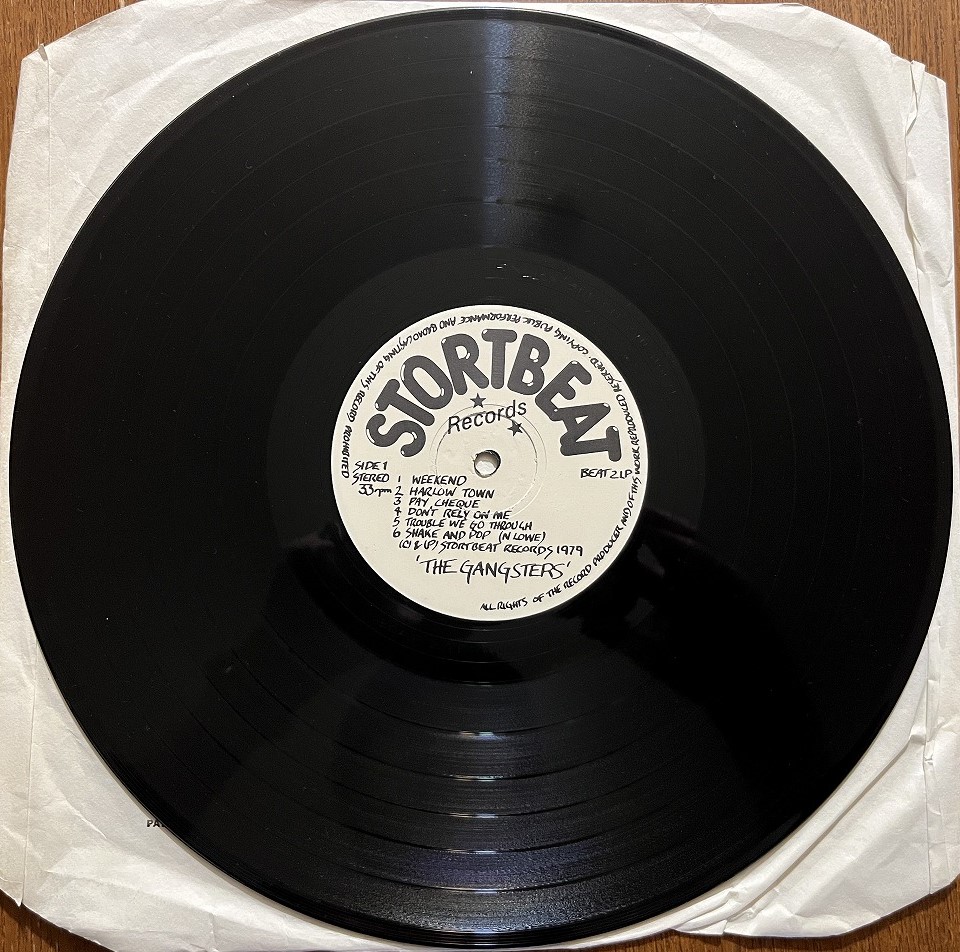 STORTBEAT
Records
SIDE 1
STEREO
33rpm
BEAT 2 LP
1 WEEKEND
2 HARLOW TOWN
3 PAY CHEQUE
4 DON'T RELY ON ME
5 TROUBLE WE GO THROUGH
6 SHAKE AND POP (N LOWE)
(C) & (P) STORTBEAT RECORDS 1979
'THE GANGSTERS'
ALL RIGHTS OF THE RECORD PRODUCER AND OF THIS WORK REPRODUCED RESERVED. COPYING PUBLIC PERFORMANCE AND BROADCASTING OF THIS RECORD PROHIBITED